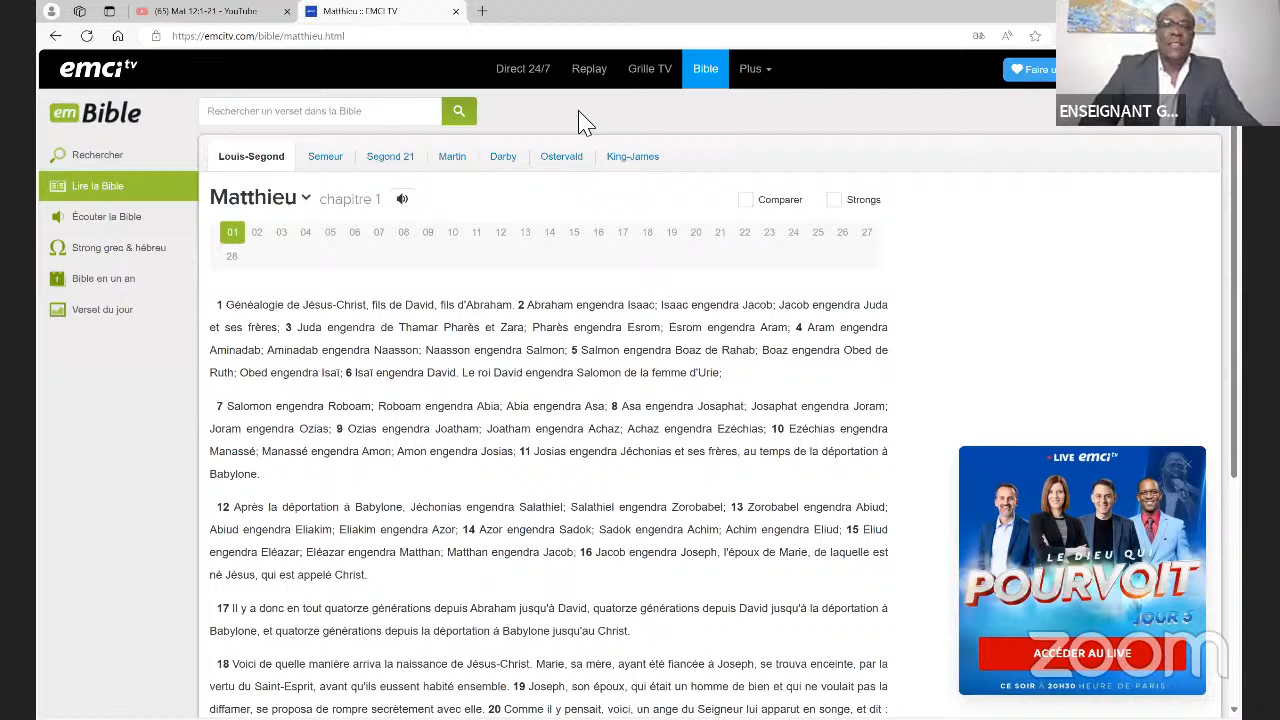 (65) Mat.12:1-21 - YouTube
Matthieu :: EMCI TV
https://emcitv.com/bible/matthieu.html
emci tv
Direct 24/7
Replay
Grille TV
Bible
Plus
Faire u
ENSEIGNANT G...
em Bible
Rechercher un verset dans la Bible
Rechercher
Lire la Bible
Écouter la Bible
Strong grec & hébreu
Bible en un an
Verset du jour
Louis-Segond
Semeur
Segond 21
Martin
Darby
Ostervald
King-James
Matthieu chapitre 1
Comparer
Strongs
01 02 03 04 05 06 07 08 09 10 11 12 13 14 15 16 17 18 19 20 21 22 23 24 25 26 27
28
1 Généalogie de Jésus-Christ, fils de David, fils d'Abraham. 2 Abraham engendra Isaac; Isaac engendra Jacob; Jacob engendra Juda
et ses frères; 3 Juda engendra de Thamar Pharès et Zara; Pharès engendra Esrom; Esrom engendra Aram; 4 Aram engendra
Aminadab; Aminadab engendra Naasson; Naasson engendra Salmon; 5 Salmon engendra Boaz de Rahab; Boaz engendra Obed de
Ruth; Obed engendra Isaï; 6 Isaï engendra David. Le roi David engendra Salomon de la femme d'Urie;
7 Salomon engendra Roboam; Roboam engendra Abia; Abia engendra Asa; 8 Asa engendra Josaphat; Josaphat engendra Joram;
Joram engendra Ozias; 9 Ozias engendra Joatham; Joatham engendra Achaz; Achaz engendra Ezéchias; 10 Ezéchias engendra
Manassé; Manassé engendra Amon; Amon engendra Josias; 11 Josias engendra Jéchonias et ses frères, au temps de la déportation à
Babylone.
12 Après la déportation à Babylone, Jéchonias engendra Salathiel; Salathiel engendra Zorobabel; 13 Zorobabel engendra Abiud;
Abiud engendra Eliakim; Eliakim engendra Azor; 14 Azor engendra Sadok; Sadok engendra Achim; Achim engendra Eliud; 15 Eliud
engendra Eléazar; Eléazar engendra Matthan; Matthan engendra Jacob; 16 Jacob engendra Joseph, l'époux de Marie, de laquelle est
né Jésus, qui est appelé Christ.
17 Il y a donc en tout quatorze générations depuis Abraham jusqu'à David, quatorze générations depuis David jusqu'à la déportation à
Babylone, et quatorze générations depuis la déportation à Babylone jusqu'au Christ.
18 Voici de quelle manière arriva la naissance de Jésus-Christ. Marie, sa mère, ayant été fiancée à Joseph, se trouva enceinte, par la
vertu du Saint-Esprit, avant qu'ils eussent habité ensemble. 19 Joseph, son époux, qui était un homme de bien et qui ne voulait pas la
diffamer, se proposa de rompre secrètement avec elle. 20 Comme il y pensait, voici, un ange du Seigneur lui apparut en songe, et dit :
LIVE emci tv
LE DIEU QUI
POURVOIT
JOUR 5
ACCÉDER AU LIVE
CE SOIR À 20H30 HEURE DE PARIS
zoom